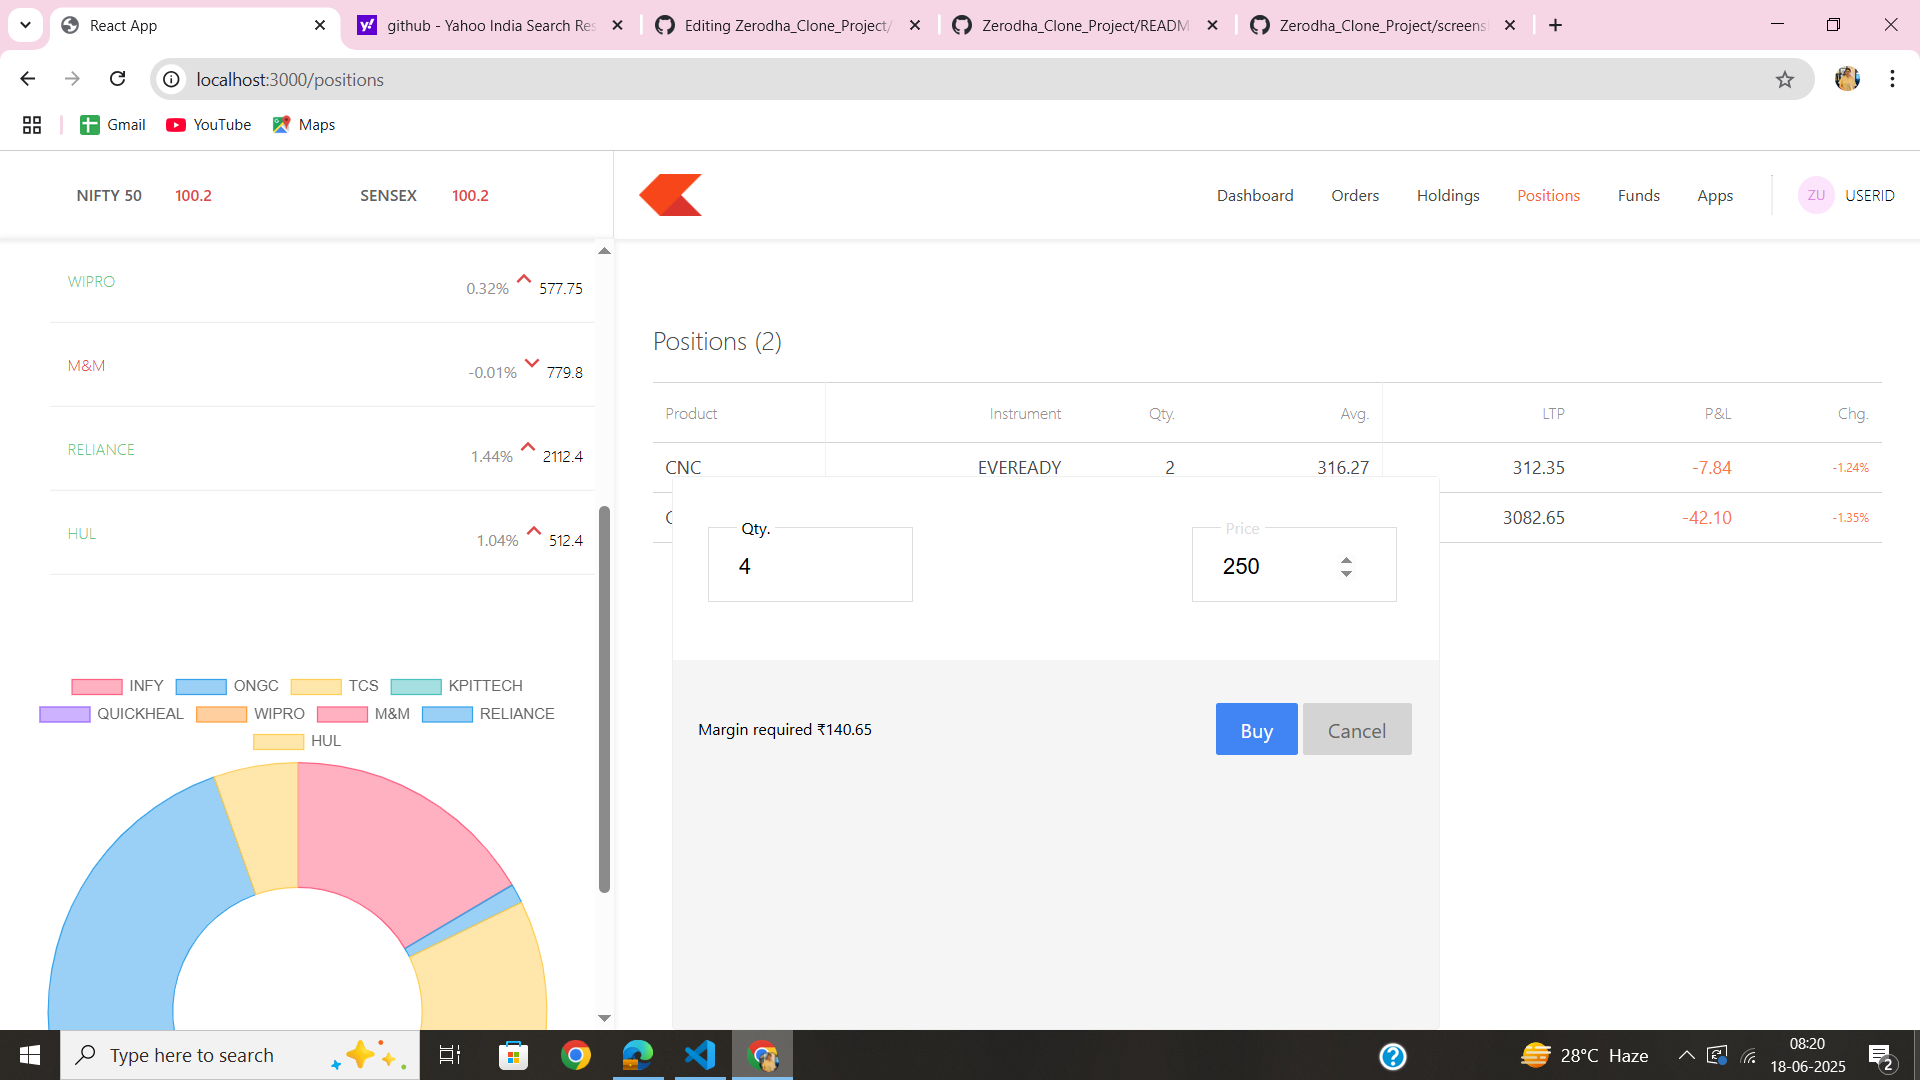 React App
github - Yahoo India Search Res
Editing Zerodha_Clone_Project/
Zerodha_Clone_Project/READM
Zerodha_Clone_Project/screens
localhost:3000/positions
Gmail
YouTube
Maps
NIFTY 50 100.2 SENSEX 100.2
Dashboard Orders Holdings Positions Funds Apps ZU USERID
WIPRO 0.32% 577.75
M&M -0.01% 779.8
RELIANCE 1.44% 2112.4
HUL 1.04% 512.4
INFY ONGC TCS KPITTECH
QUICKHEAL WIPRO M&M RELIANCE
HUL
Positions (2)
Product Instrument Qty. Avg. LTP P&L Chg.
CNC EVEREADY 2 316.27 312.35 -7.84 -1.24%
3082.65 -42.10 -1.35%
Qty.
4
Price
250
Margin required ₹140.65
Buy
Cancel
Type here to search
28°C Haze
08:20
18-06-2025
2